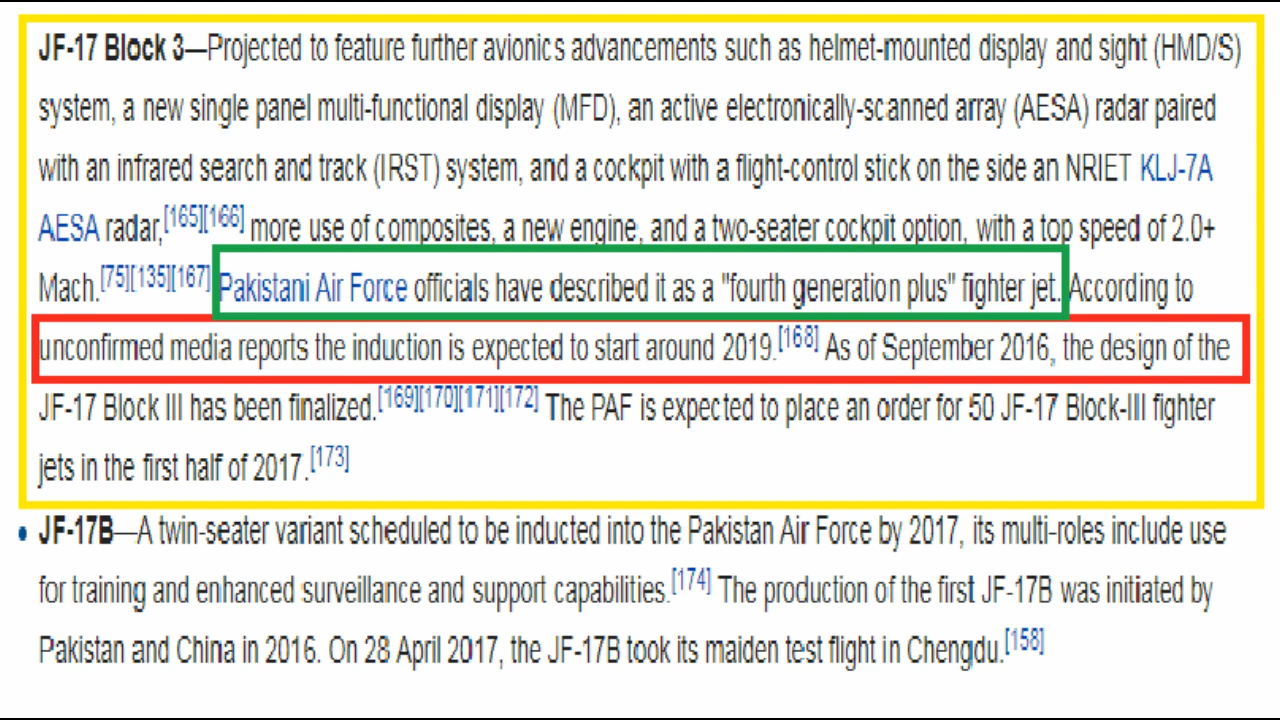 JF-17 Block 3—Projected to feature further avionics advancements such as helmet-mounted display and sight (HMD/S)
system, a new single panel multi-functional display (MFD), an active electronically-scanned array (AESA) radar paired
with an infrared search and track (IRST) system, and a cockpit with a flight-control stick on the side an NRIET KLJ-7A
AESA radar,[165][166] more use of composites, a new engine, and a two-seater cockpit option, with a top speed of 2.0+
Mach.[75][135][167] Pakistani Air Force officials have described it as a "fourth generation plus" fighter jet. According to
unconfirmed media reports the induction is expected to start around 2019.[168] As of September 2016, the design of the
JF-17 Block III has been finalized.[169][170][171][172] The PAF is expected to place an order for 50 JF-17 Block-III fighter
jets in the first half of 2017.[173]
• JF-17B—A twin-seater variant scheduled to be inducted into the Pakistan Air Force by 2017, its multi-roles include use
for training and enhanced surveillance and support capabilities.[174] The production of the first JF-17B was initiated by
Pakistan and China in 2016. On 28 April 2017, the JF-17B took its maiden test flight in Chengdu.[158]